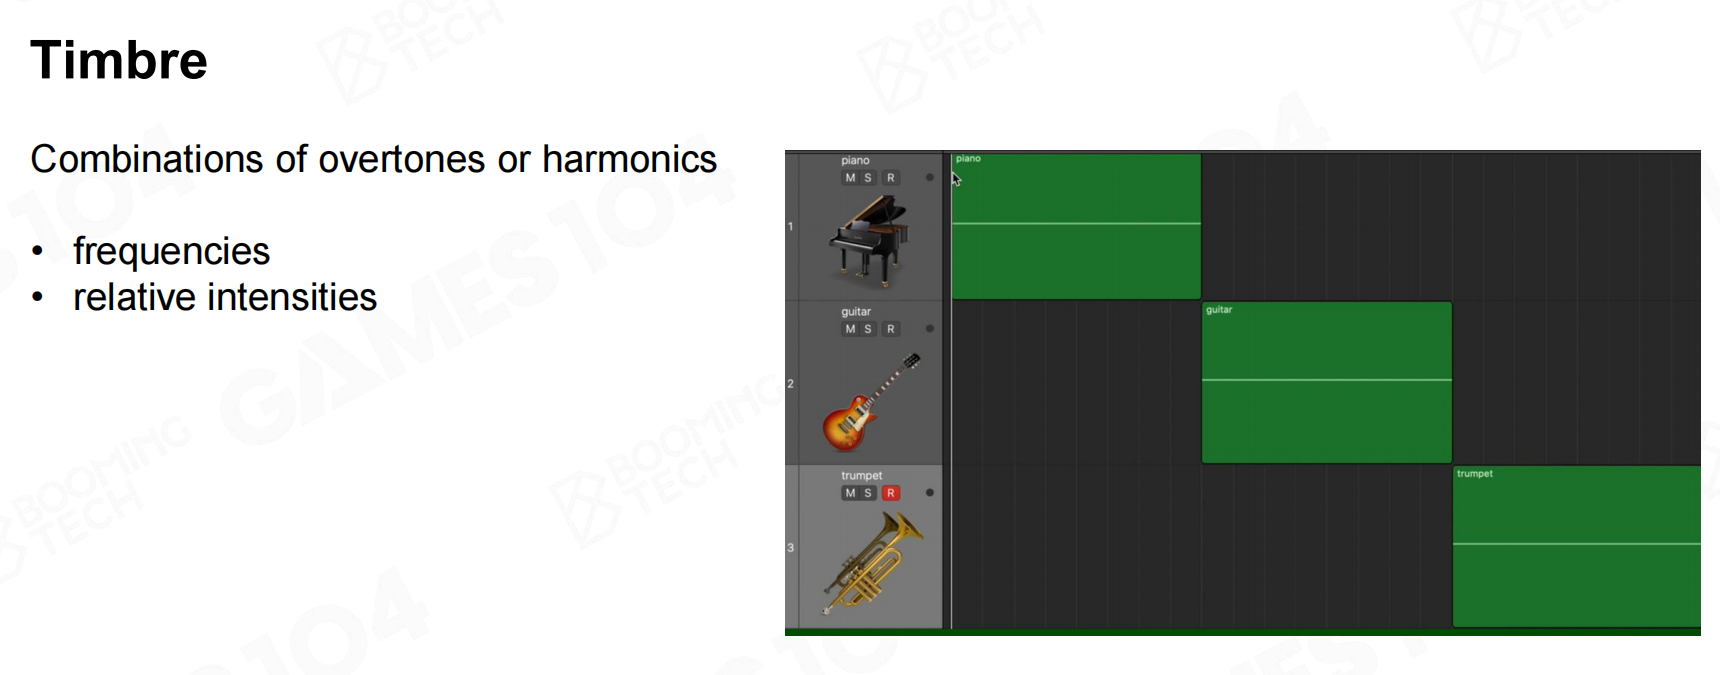 Timbre
Combinations of overtones or harmonics
• frequencies
• relative intensities
piano
M S R
1
piano
guitar
M S R
2
guitar
trumpet
M S R
3
trumpet
BOOMING TECH
GAMES104